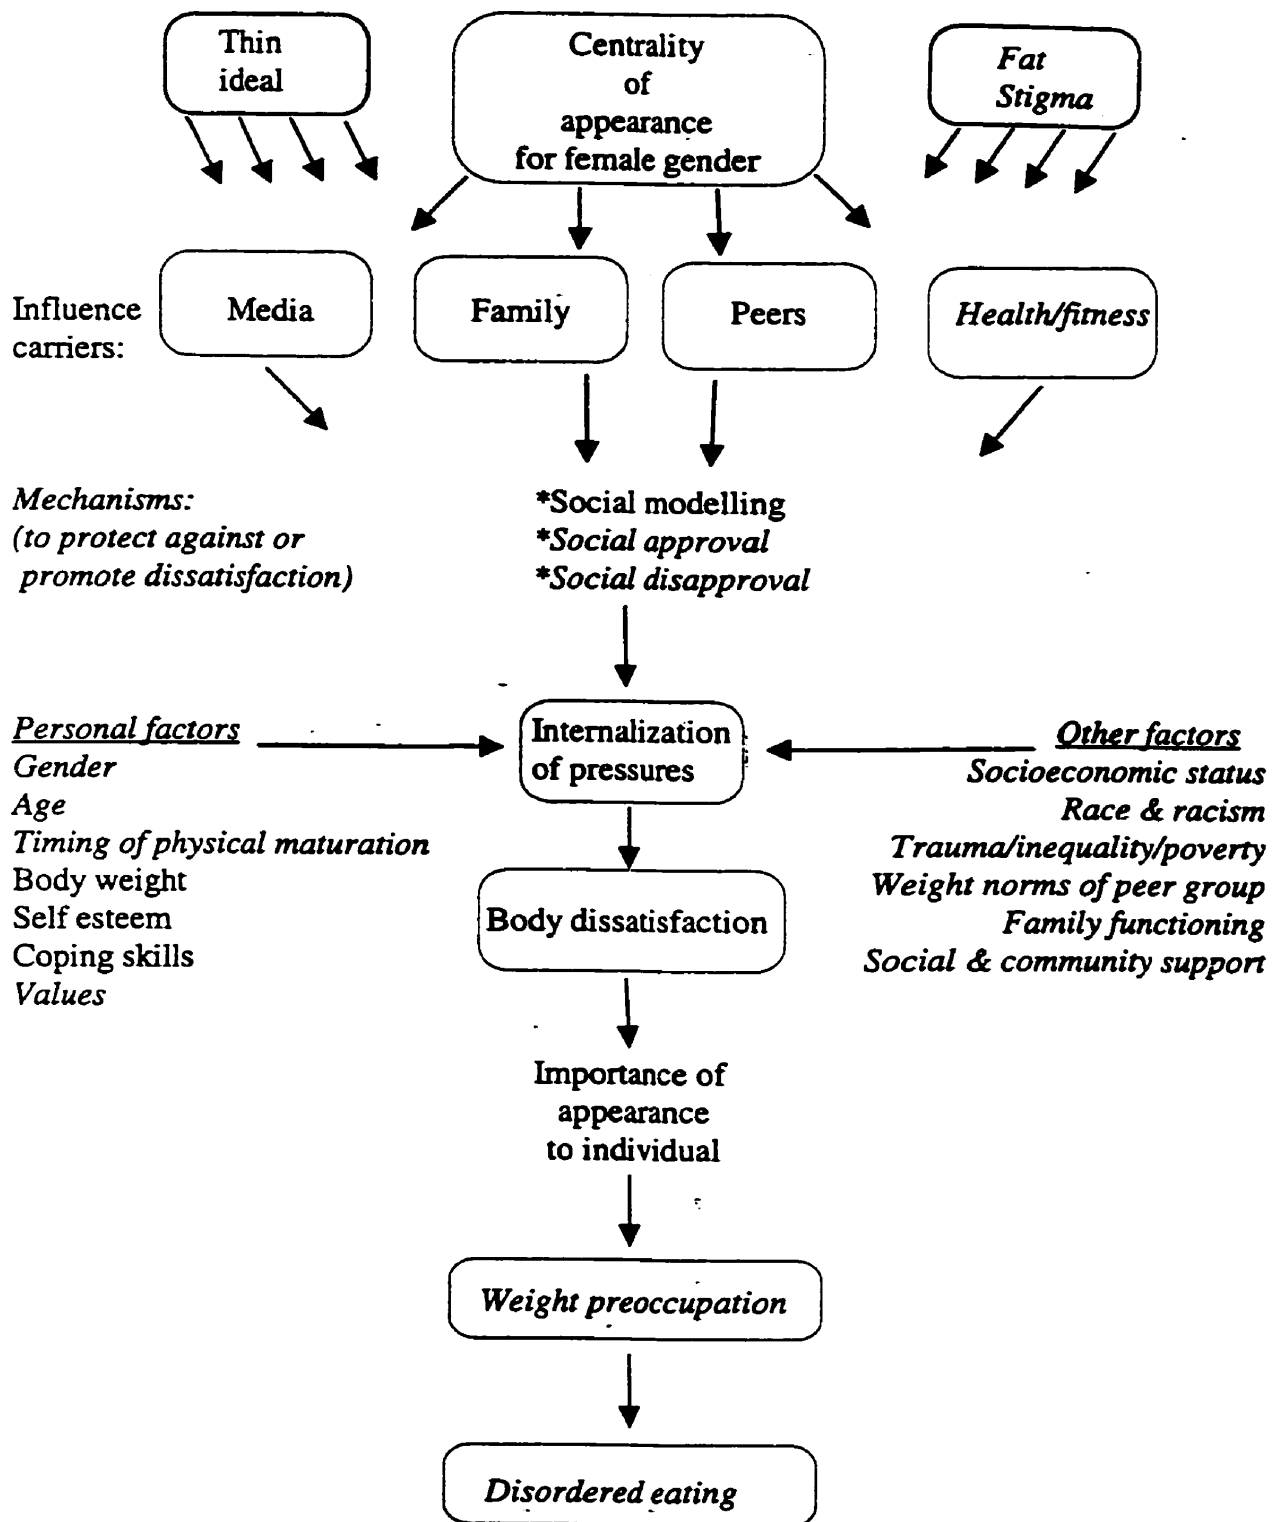 Thin
ideal
Centrality
of
appearance
for female gender
Fat
Stigma
Influence
carriers:
Media
Family
Peers
Health/fitness
Mechanisms:
(to protect against or
promote dissatisfaction)
*Social modelling
*Social approval
*Social disapproval
Personal factors
Gender
Age
Timing of physical maturation
Body weight
Self esteem
Coping skills
Values
Internalization
of pressures
Other factors
Socioeconomic status
Race & racism
Trauma/inequality/poverty
Weight norms of peer group
Family functioning
Social & community support
Body dissatisfaction
Importance of
appearance
to individual
Weight preoccupation
Disordered eating